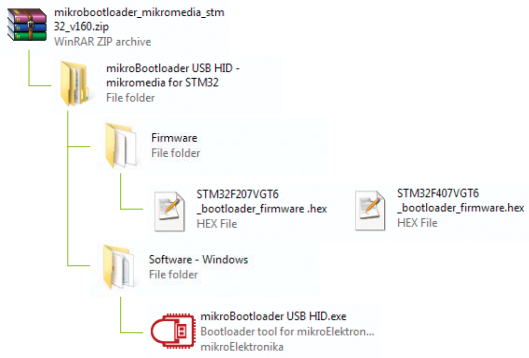 mikrobootloader_mikromedia_stm
32_v160.zip
WinRAR ZIP archive
mikroBootloader USB HID -
mikromedia for STM32
File folder
Firmware
File folder
STM32F207VGT6
_bootloader_firmware .hex
HEX File
STM32F407VGT6
_bootloader_firmware.hex
HEX File
Software - Windows
File folder
mikroBootloader USB HID.exe
Bootloader tool for mikroElektron...
mikroElektronika